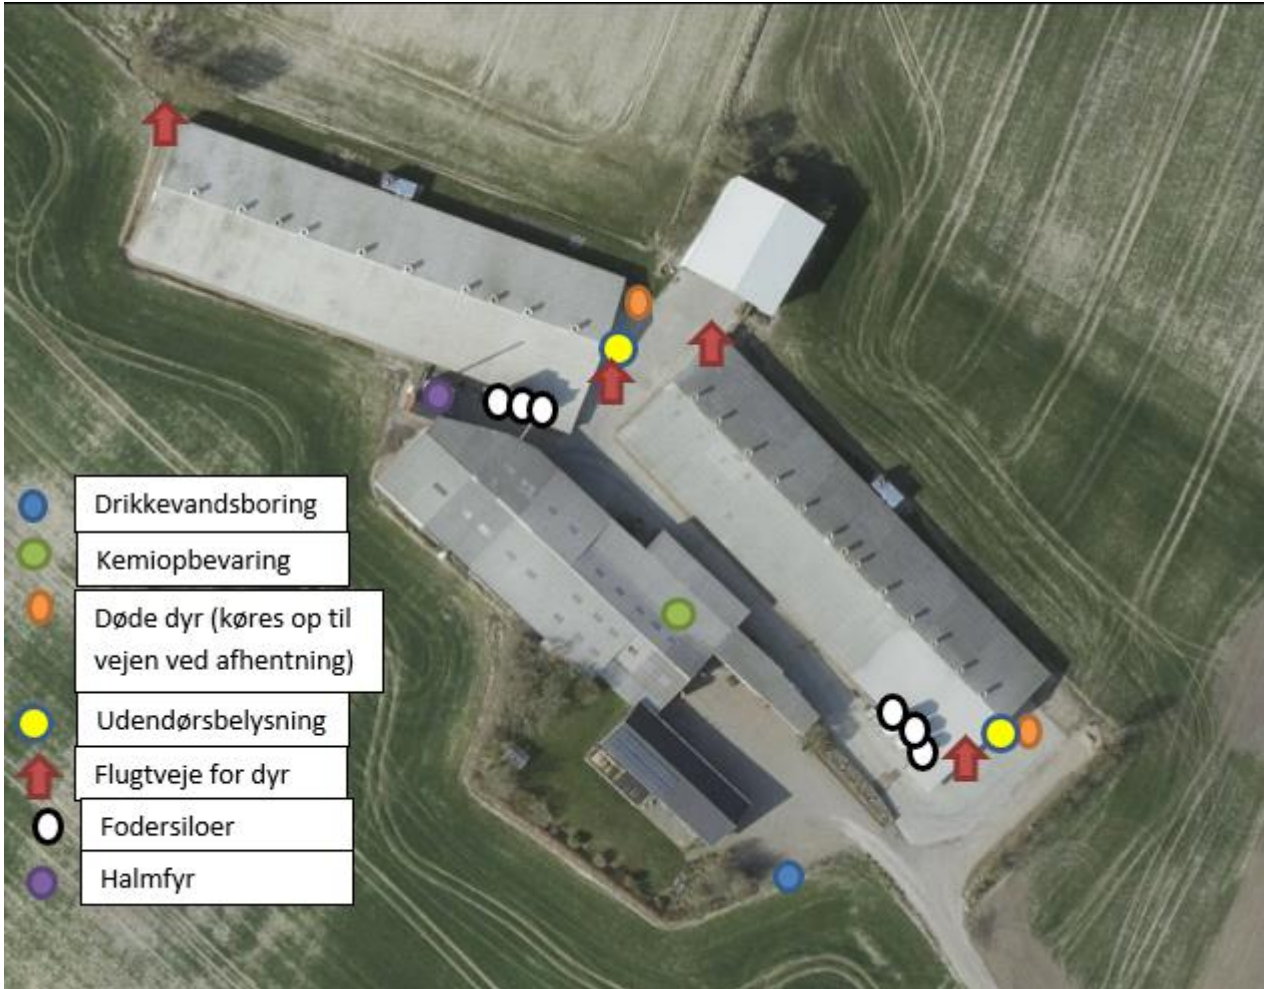 Drikkevandsboring
Kemiopbevaring
Døde dyr (køres op til
vejen ved afhentning)
Udendørsbelysning
Flugtveje for dyr
Fodersiloer
Halmfyr